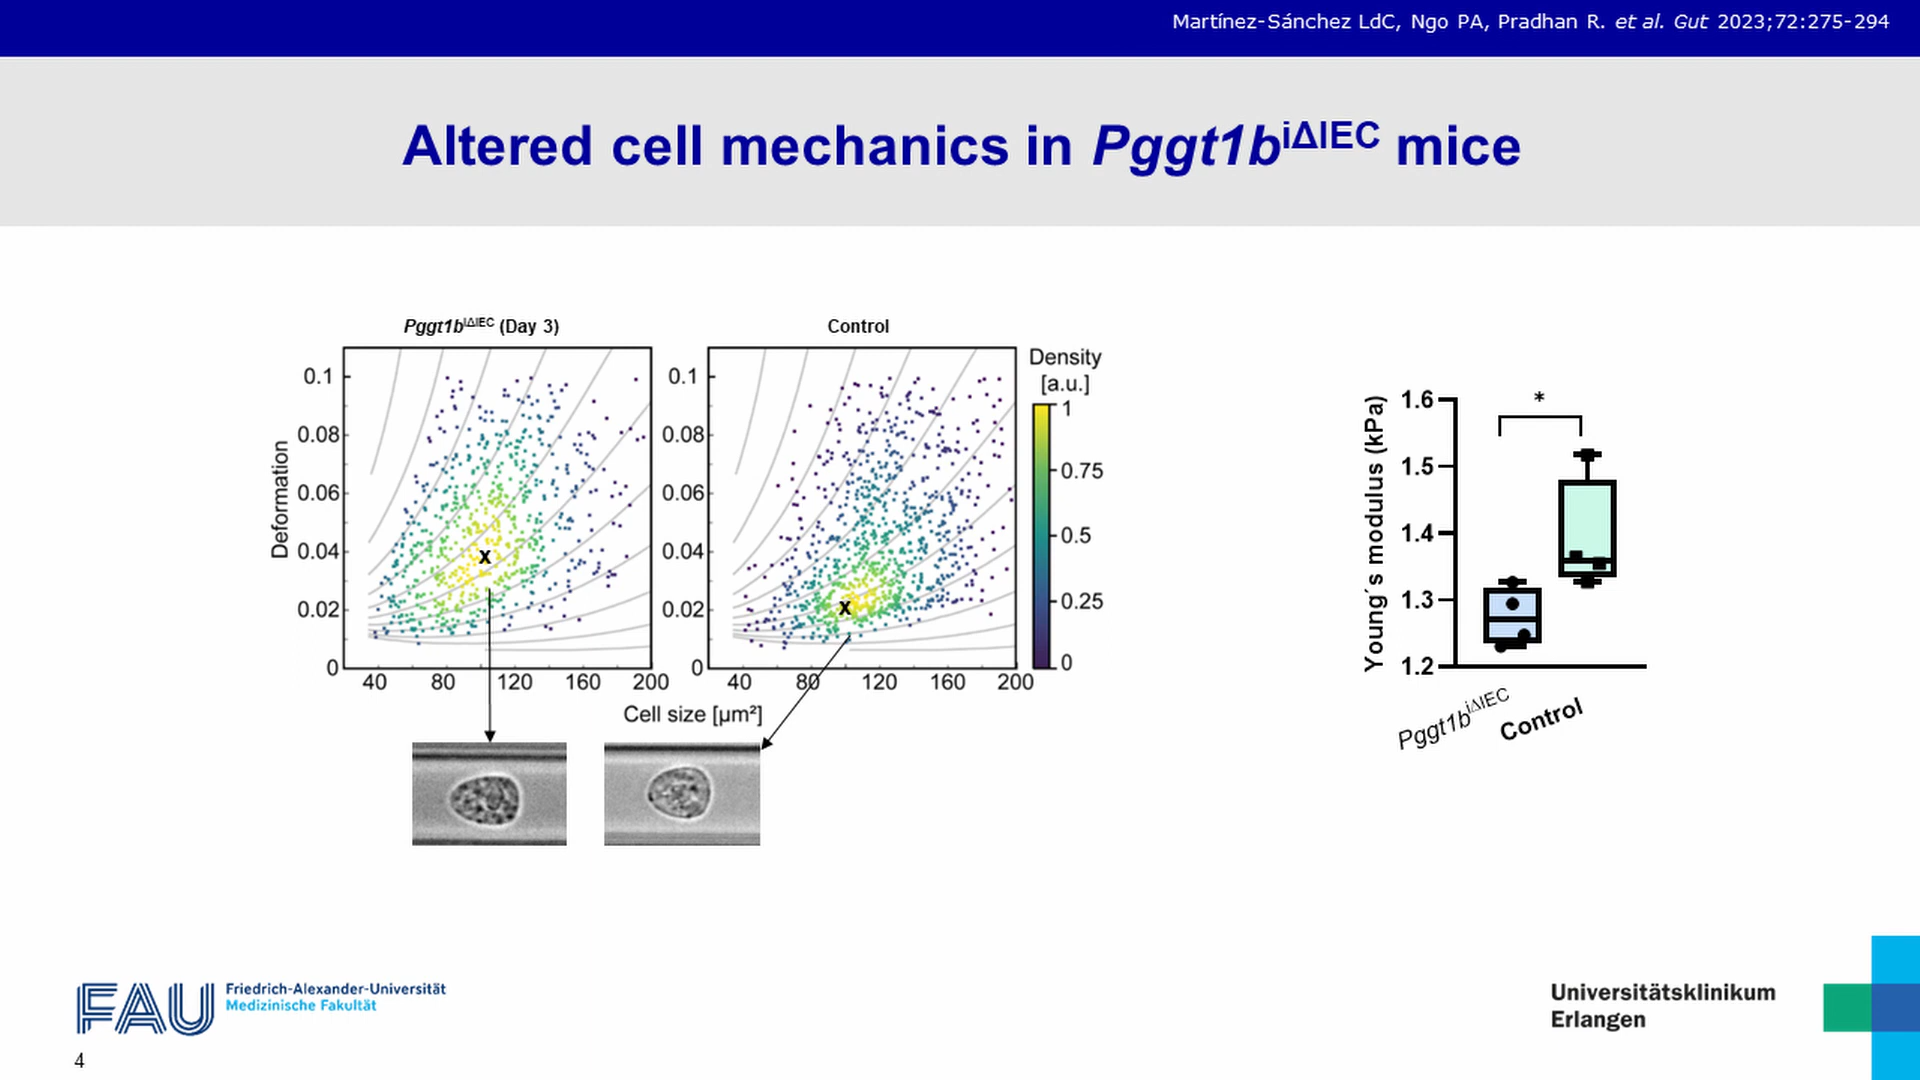 Martínez-Sánchez LdC, Ngo PA, Pradhan R. et al. Gut 2023;72:275-294
Altered cell mechanics in Pggt1biΔIEC mice
Pggt1biΔIEC (Day 3)
Control
Deformation
0.1
0.08
0.06
0.04
0.02
0
40 80 120 160 200
0.1
0.08
0.06
0.04
0.02
0
40 80 120 160 200
Cell size [µm²]
x
x
Density
[a.u.]
1
0.75
0.5
0.25
0
Young´s modulus (kPa)
1.6
1.5
1.4
1.3
1.2
*
Pggt1biΔIEC
Control
FAU
Friedrich-Alexander-Universität
Medizinische Fakultät
Universitätsklinikum
Erlangen
4